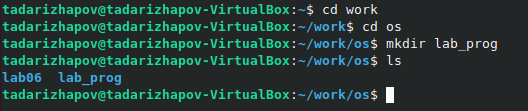 tadarizhapov@tadarizhapov-VirtualBox:~$ cd work
tadarizhapov@tadarizhapov-VirtualBox:~/work$ cd os
tadarizhapov@tadarizhapov-VirtualBox:~/work/os$ mkdir lab_prog
tadarizhapov@tadarizhapov-VirtualBox:~/work/os$ ls
lab06  lab_prog
tadarizhapov@tadarizhapov-VirtualBox:~/work/os$